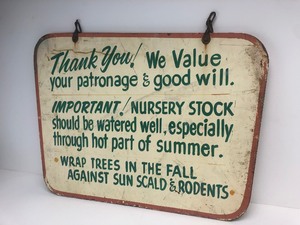 Thank You! We Value
your patronage & good will.
IMPORTANT! NURSERY STOCK
should be watered well, especially
through hot part of summer.
WRAP TREES IN THE FALL
AGAINST SUN SCALD & RODENTS